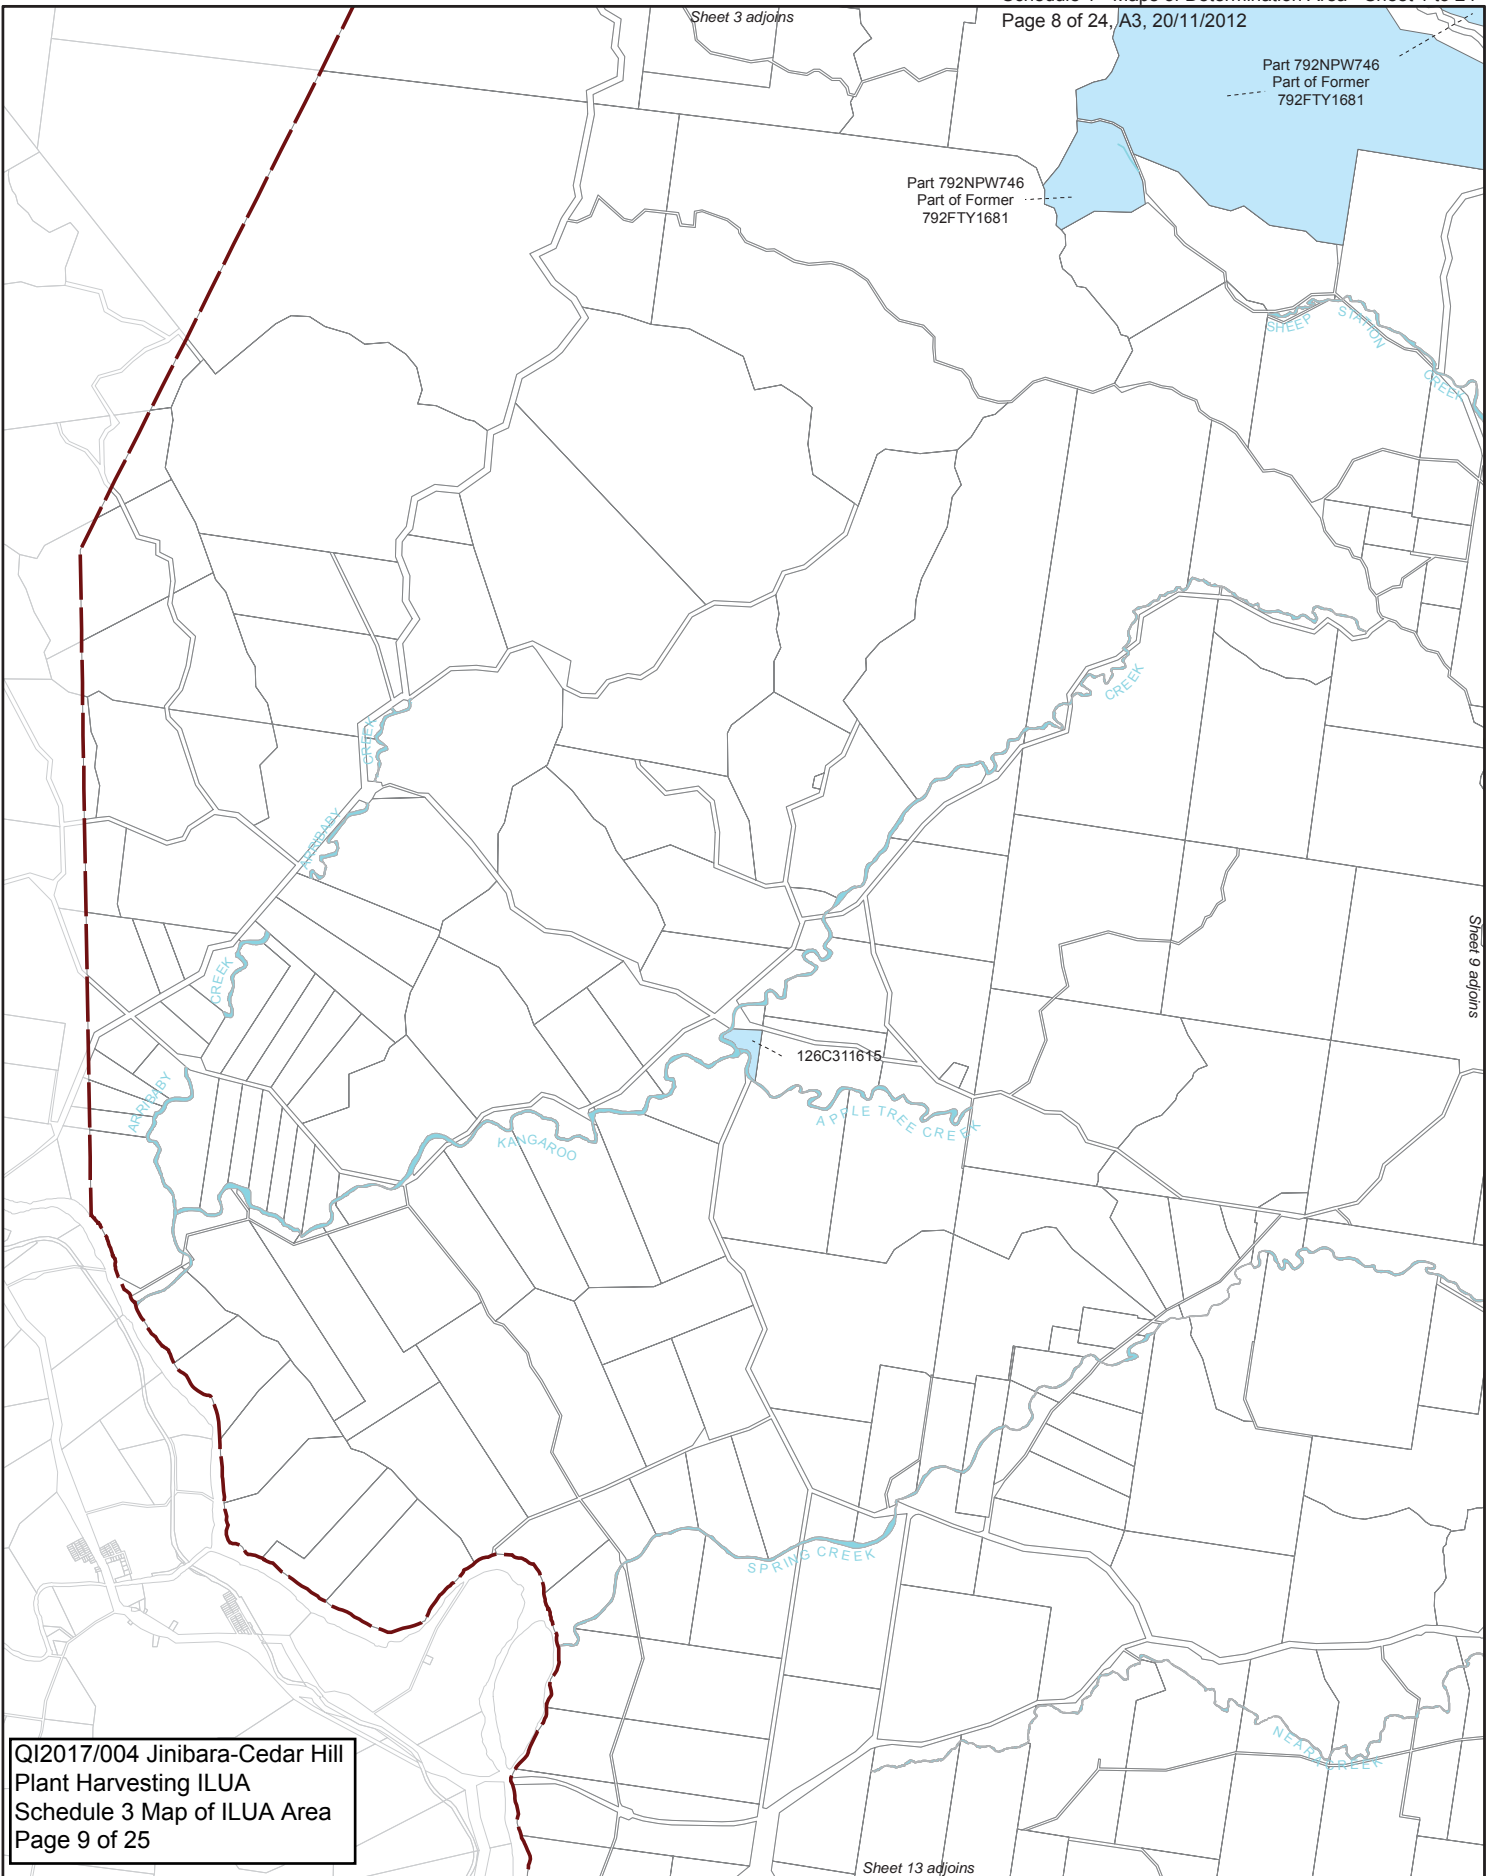 Sheet 3 adjoins
Page 8 of 24, A3, 20/11/2012
Part 792NPW746
Part of Former
792FTY1681
Part 792NPW746
Part of Former
792FTY1681
SHEEP STATION CREEK
CREEK
CREEK
ARRIBABY
Sheet 9 adjoins
CREEK
126C311615
ARRIBABY
APPLE TREE CREEK
KANGAROO
SPRING CREEK
NEARA CREEK
QI2017/004 Jinibara-Cedar Hill
Plant Harvesting ILUA
Schedule 3 Map of ILUA Area
Page 9 of 25
Sheet 13 adjoins